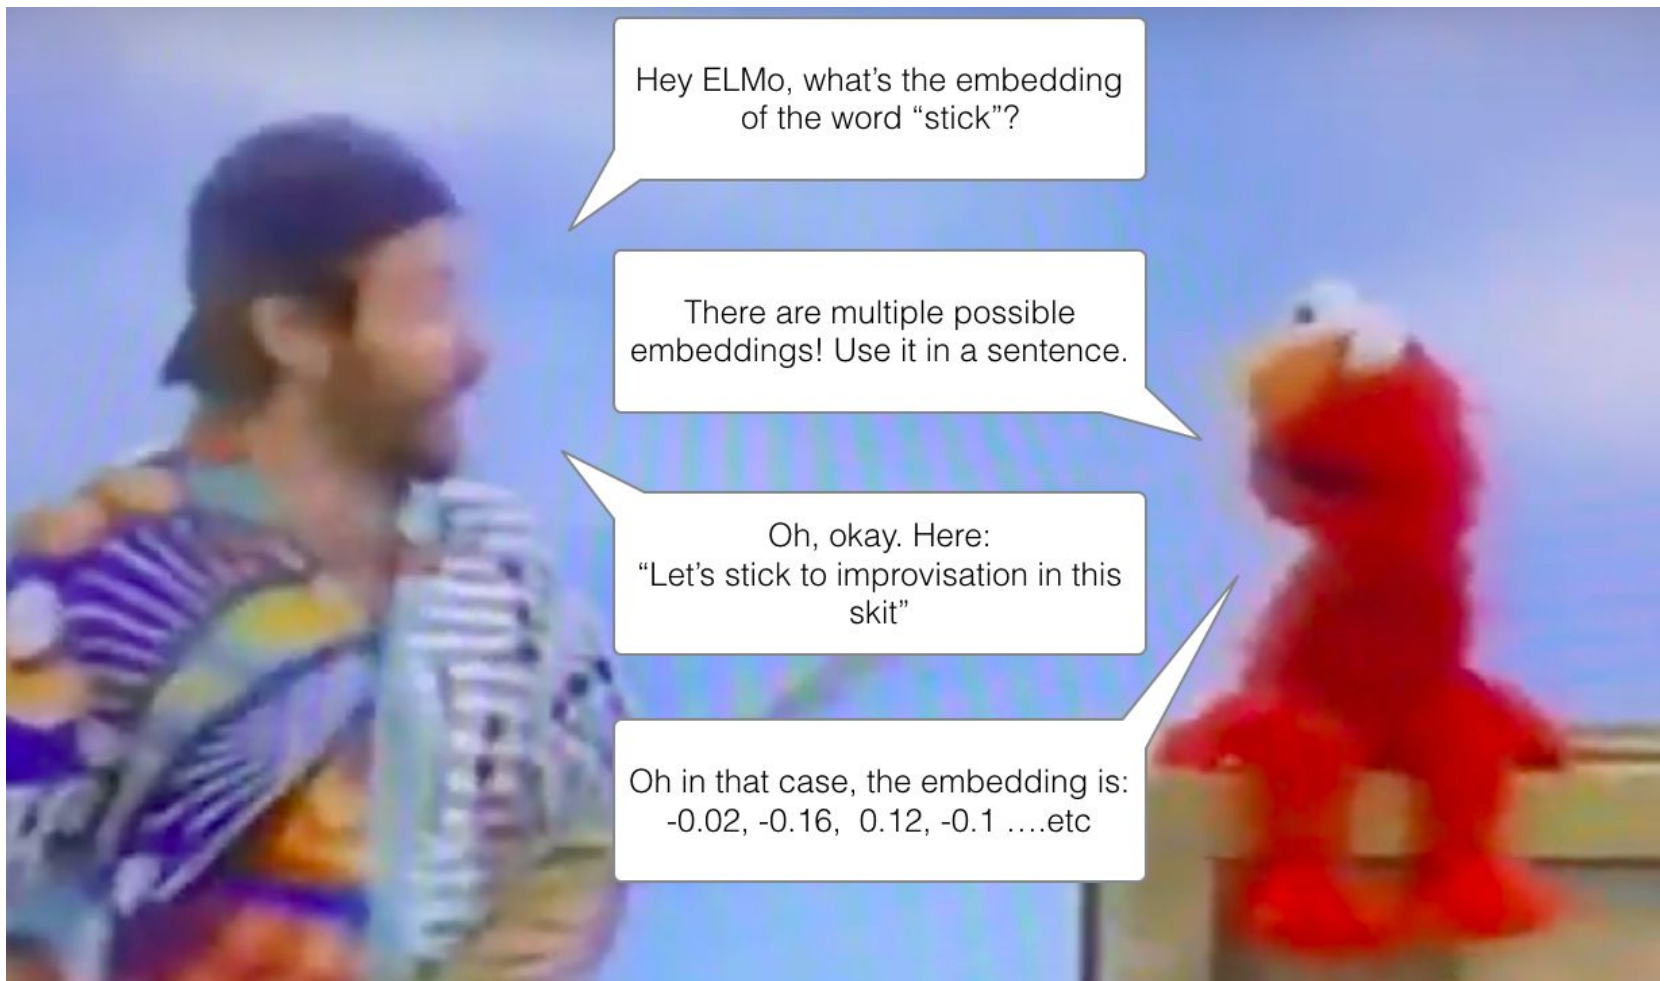 Hey ELMo, what’s the embedding
of the word “stick”?
There are multiple possible
embeddings! Use it in a sentence.
Oh, okay. Here:
“Let’s stick to improvisation in this
skit”
Oh in that case, the embedding is:
-0.02, -0.16,  0.12, -0.1 ….etc